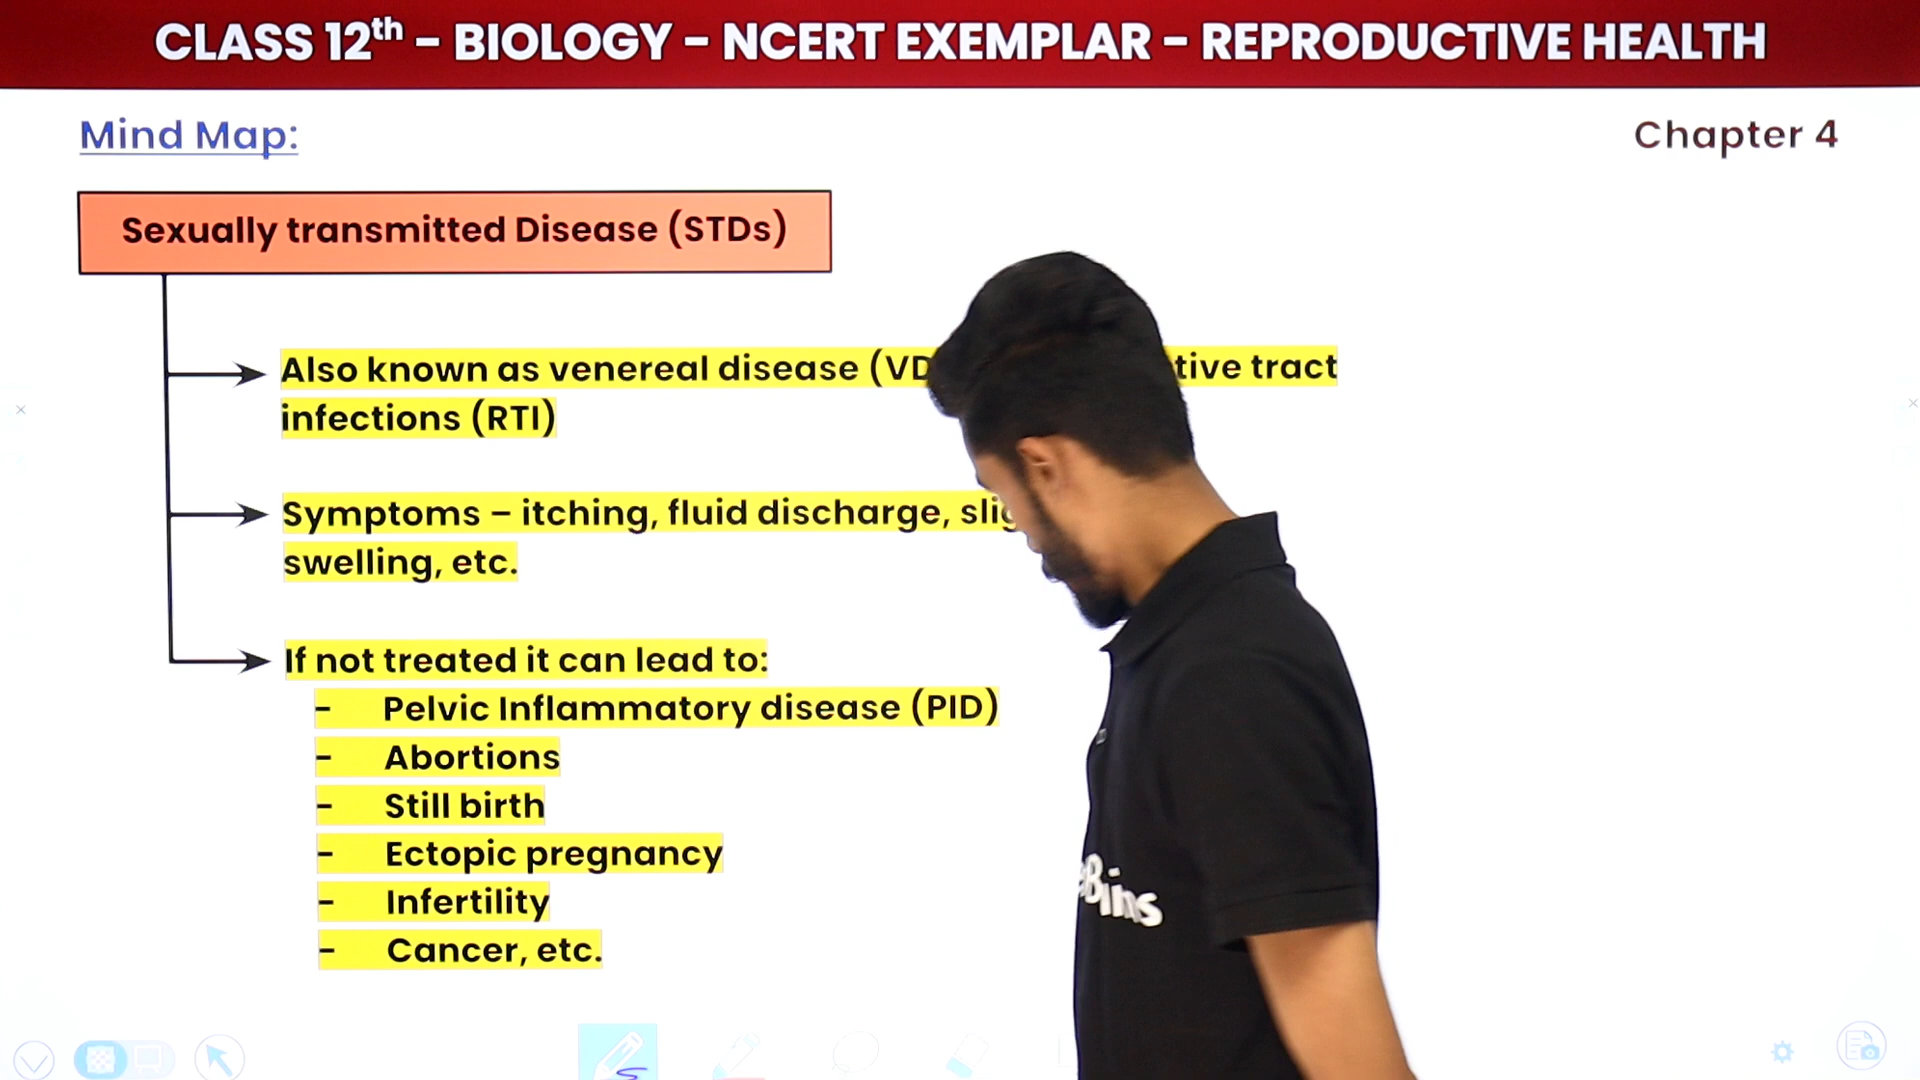 CLASS 12th - BIOLOGY - NCERT EXEMPLAR - REPRODUCTIVE HEALTH
Mind Map:
Chapter 4
Sexually transmitted Disease (STDs)
Also known as venereal disease (VD tive tract
infections (RTI)
Symptoms – itching, fluid discharge,
swelling, etc.
If not treated it can lead to:
- Pelvic Inflammatory disease (PID)
- Abortions
- Still birth
- Ectopic pregnancy
- Infertility
- Cancer, etc.
Bins